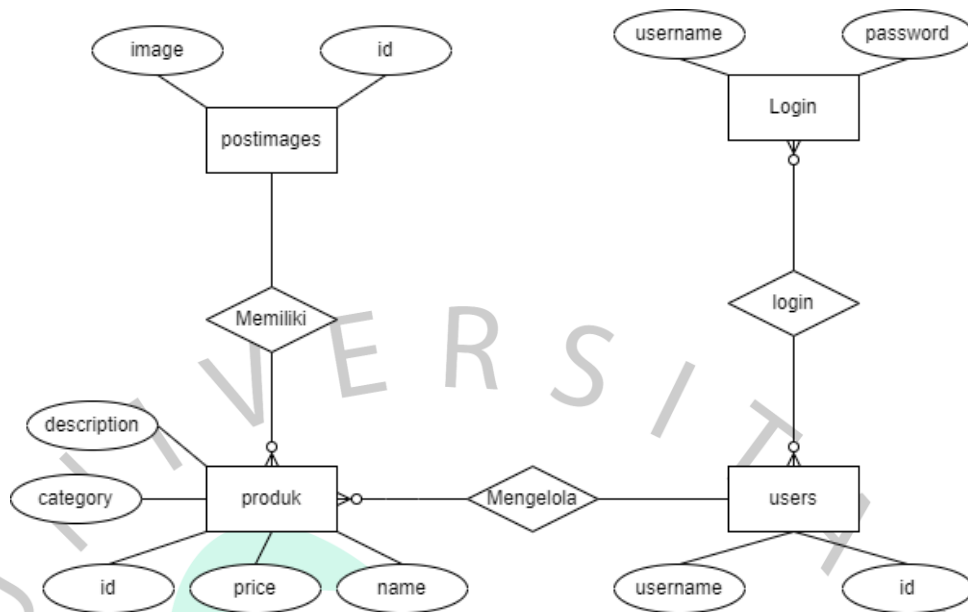 image
id
username
password
postimages
Login
Memiliki
login
description
category
produk
Mengelola
users
id
price
name
username
id
S I T A
N I V E R S I T A